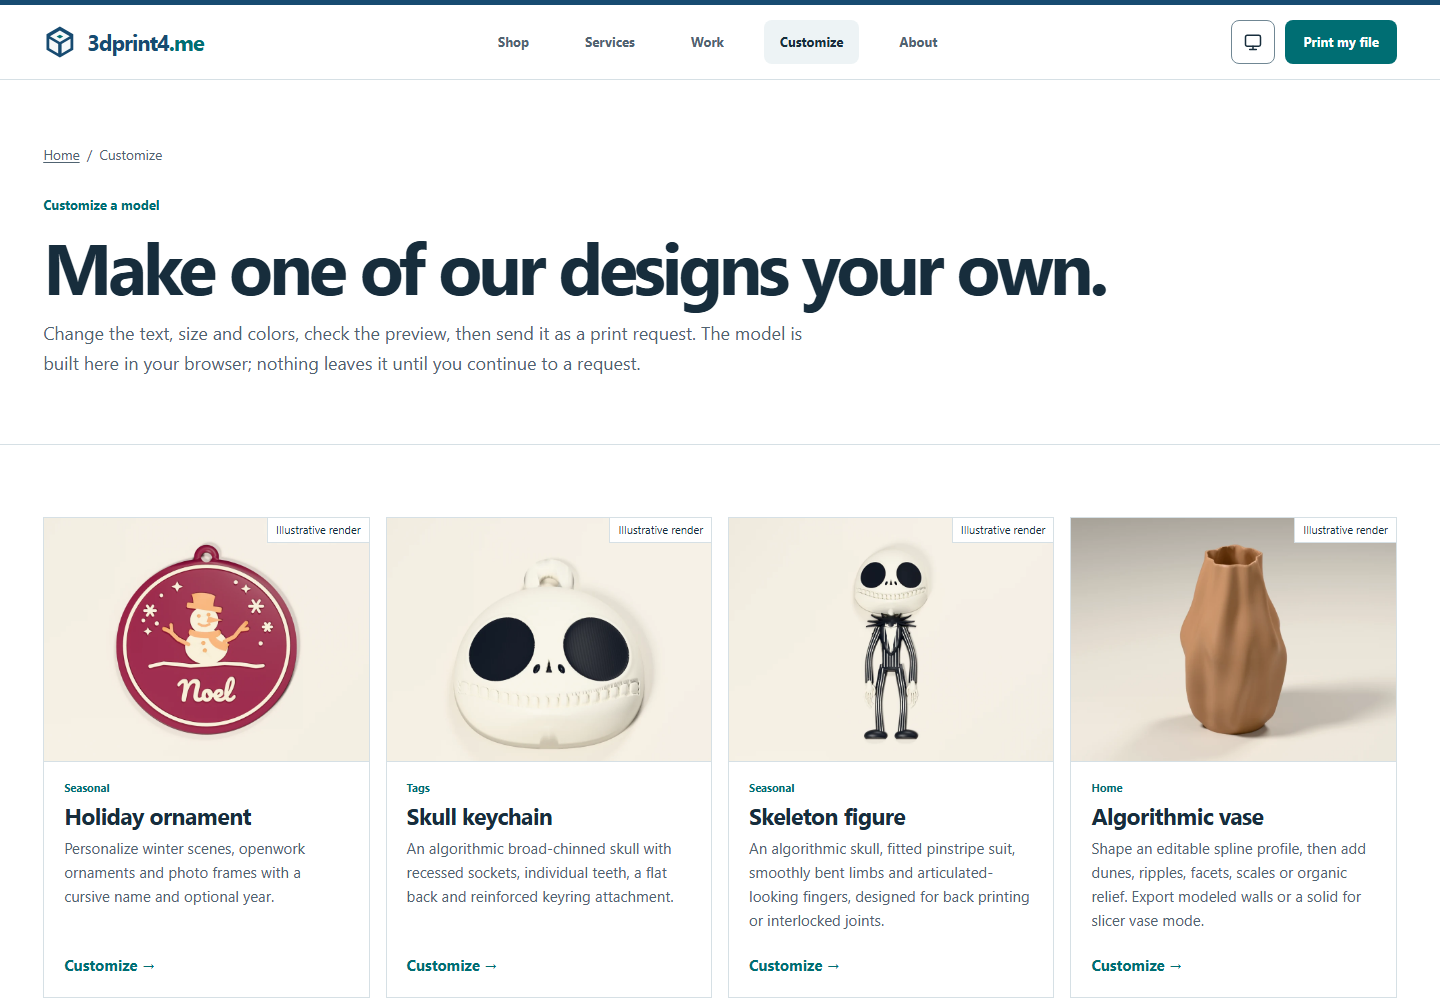 3dprint4.me
Shop
Services
Work
Customize
About
Print my file
Home / Customize
Customize a model
Make one of our designs your own.
Change the text, size and colors, check the preview, then send it as a print request. The model is
built here in your browser; nothing leaves it until you continue to a request.
Illustrative render
Noel
Seasonal
Holiday ornament
Personalize winter scenes, openwork
ornaments and photo frames with a
cursive name and optional year.
Customize →
Illustrative render
Tags
Skull keychain
An algorithmic broad-chinned skull with
recessed sockets, individual teeth, a flat
back and reinforced keyring attachment.
Customize →
Illustrative render
Seasonal
Skeleton figure
An algorithmic skull, fitted pinstripe suit,
smoothly bent limbs and articulated-
looking fingers, designed for back printing
or interlocked joints.
Customize →
Illustrative render
Home
Algorithmic vase
Shape an editable spline profile, then add
dunes, ripples, facets, scales or organic
relief. Export modeled walls or a solid for
slicer vase mode.
Customize →